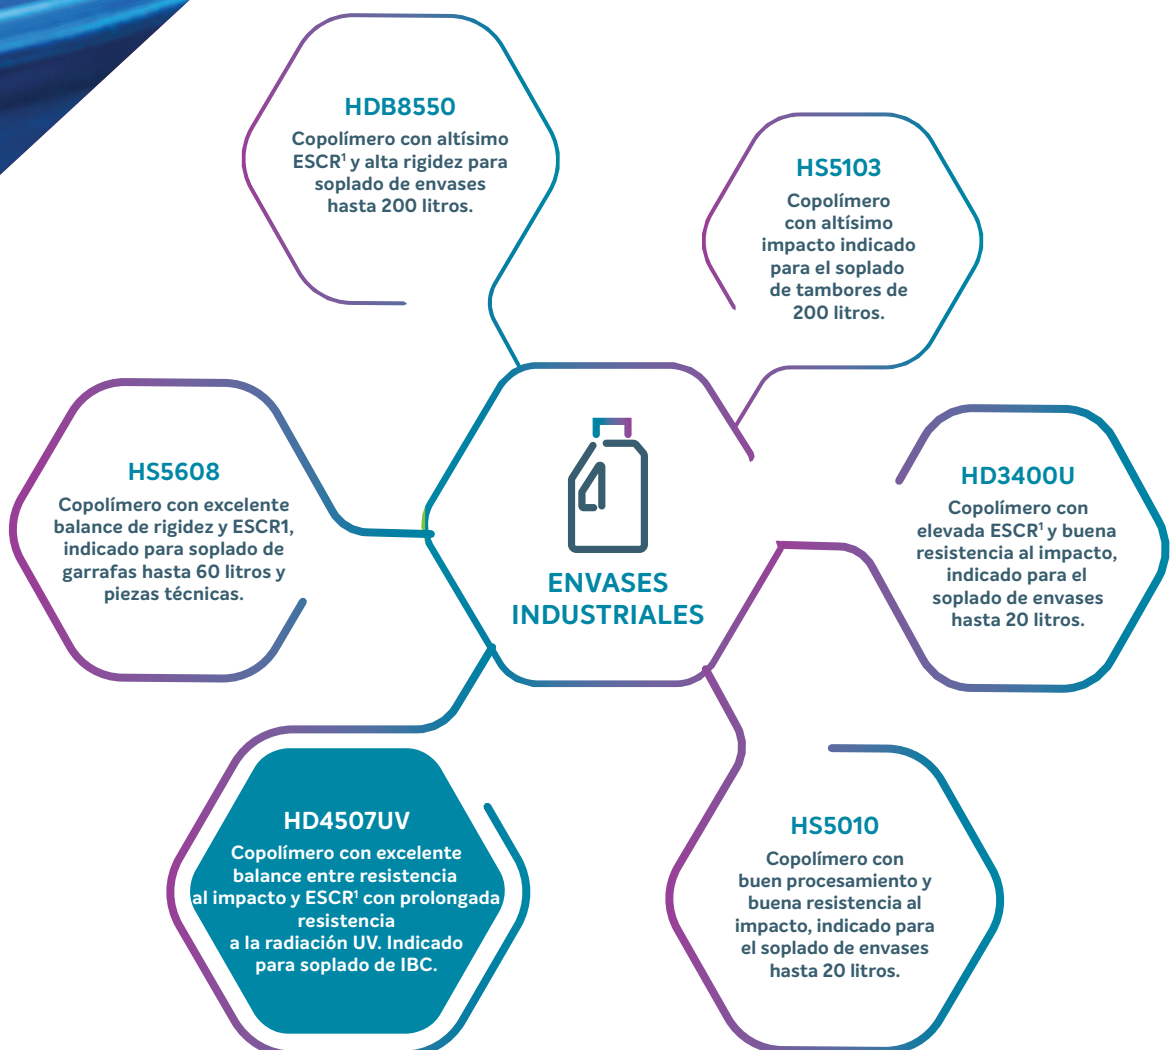 HDB8550
Copolímero con altísimo
ESCR¹ y alta rigidez para
soplado de envases
hasta 200 litros.
HS5103
Copolímero
con altísimo
impacto indicado
para el soplado
de tambores de
200 litros.
HS5608
Copolímero con excelente
balance de rigidez y ESCR1,
indicado para soplado de
garrafas hasta 60 litros y
piezas técnicas.
ENVASES
INDUSTRIALES
HD3400U
Copolímero con
elevada ESCR¹ y buena
resistencia al impacto,
indicado para el
soplado de envases
hasta 20 litros.
HD4507UV
Copolímero con excelente
balance entre resistencia
al impacto y ESCR¹ con prolongada
resistencia
a la radiación UV. Indicado
para soplado de IBC.
HS5010
Copolímero con
buen procesamiento y
buena resistencia al
impacto, indicado para
el soplado de envases
hasta 20 litros.